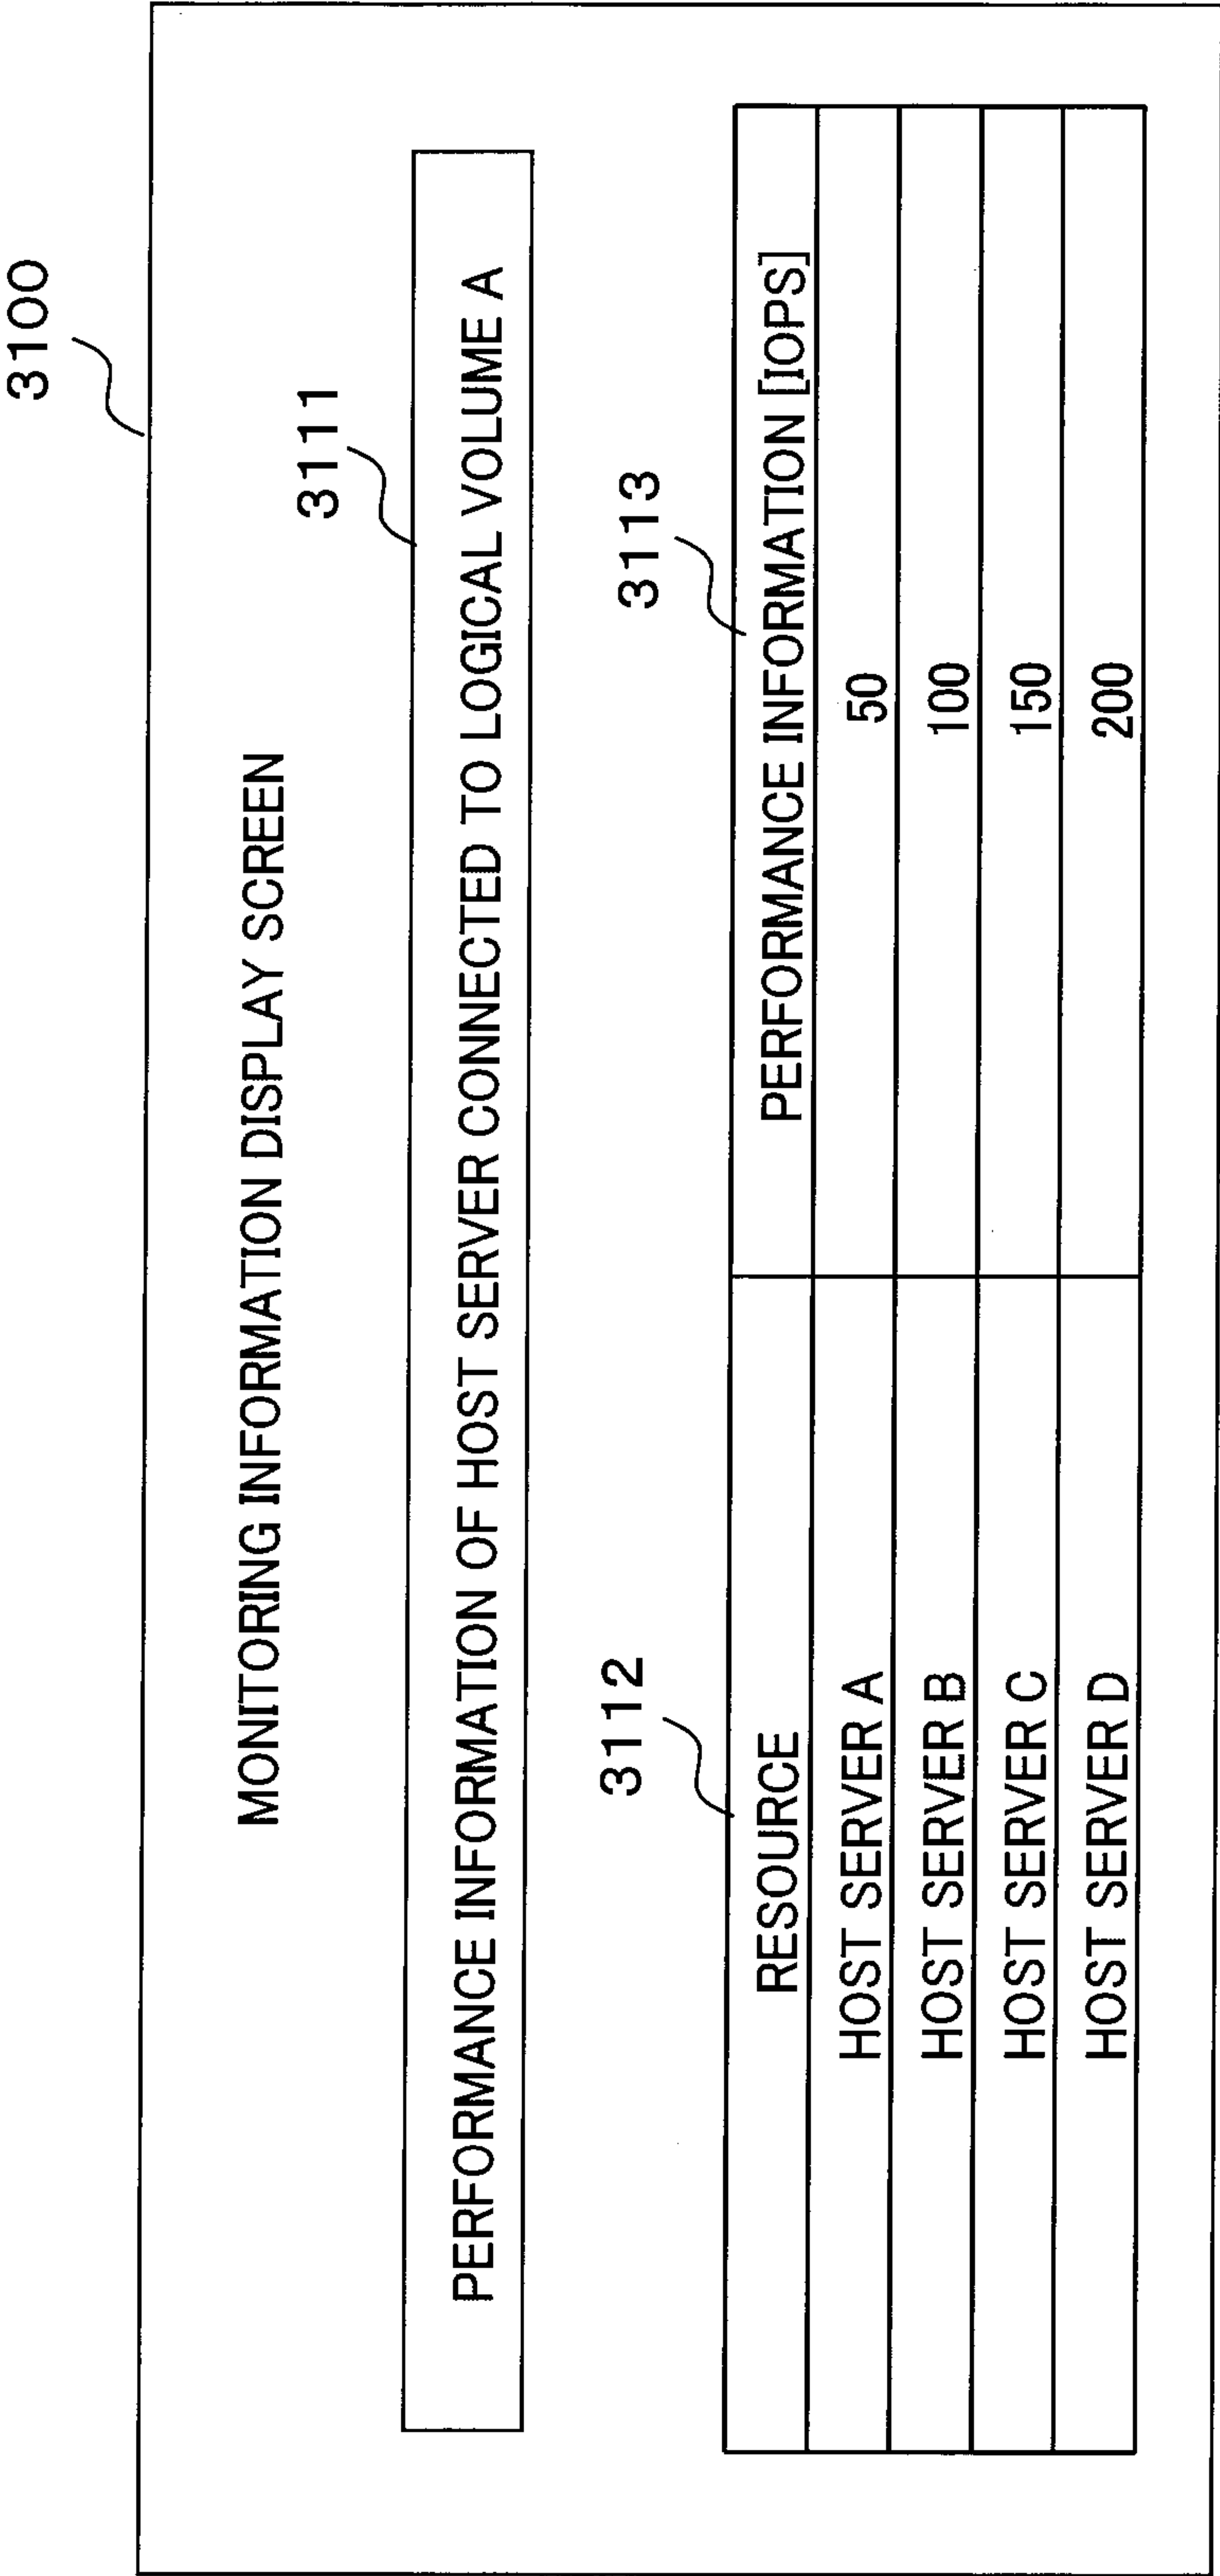 3100
MONITORING INFORMATION DISPLAY SCREEN
3111
PERFORMANCE INFORMATION OF HOST SERVER CONNECTED TO LOGICAL VOLUME A
3112 3113
RESOURCE PERFORMANCE INFORMATION [IOPS]
HOST SERVER A 50
HOST SERVER B 100
HOST SERVER C 150
HOST SERVER D 200